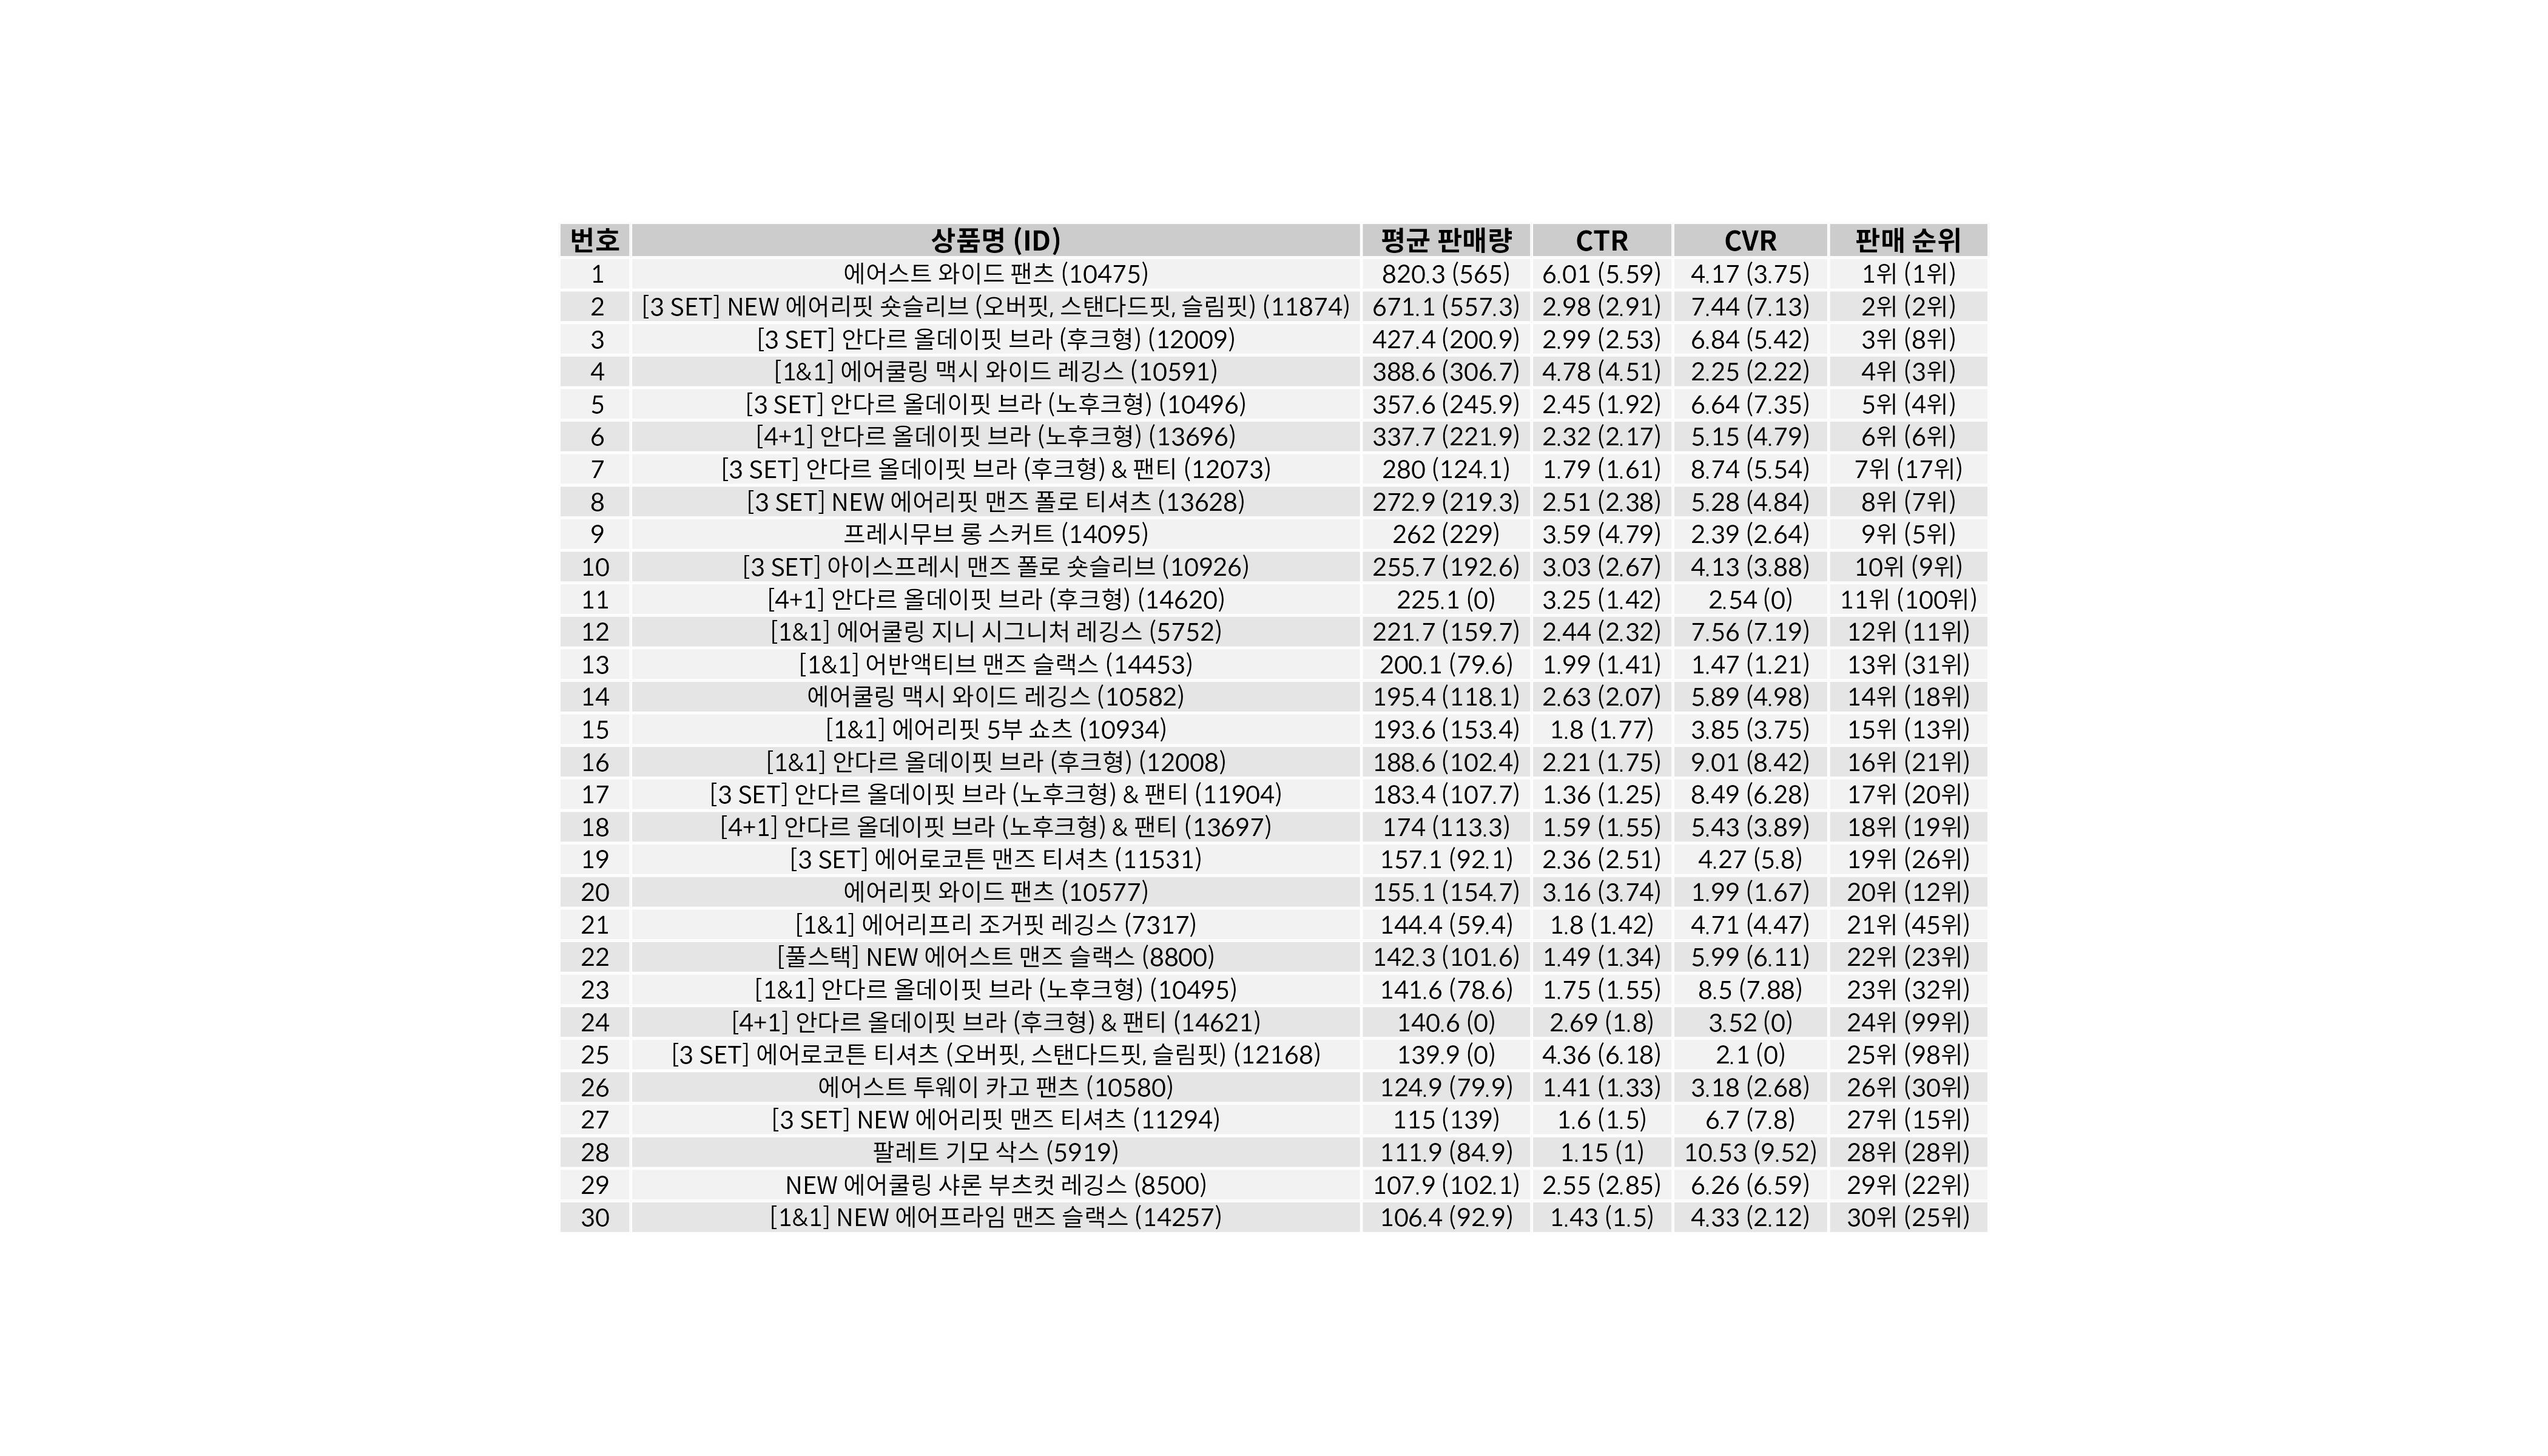 번호 상품명 (ID) 평균 판매량 CTR CVR 판매 순위
1 에어스트 와이드 팬츠 (10475) 820.3 (565) 6.01 (5.59) 4.17 (3.75) 1위 (1위)
2 [3 SET] NEW 에어리핏 숏슬리브 (오버핏, 스탠다드핏, 슬림핏) (11874) 671.1 (557.3) 2.98 (2.91) 7.44 (7.13) 2위 (2위)
3 [3 SET] 안다르 올데이핏 브라 (후크형) (12009) 427.4 (200.9) 2.99 (2.53) 6.84 (5.42) 3위 (8위)
4 [1&1] 에어쿨링 맥시 와이드 레깅스 (10591) 388.6 (306.7) 4.78 (4.51) 2.25 (2.22) 4위 (3위)
5 [3 SET] 안다르 올데이핏 브라 (노후크형) (10496) 357.6 (245.9) 2.45 (1.92) 6.64 (7.35) 5위 (4위)
6 [4+1] 안다르 올데이핏 브라 (노후크형) (13696) 337.7 (221.9) 2.32 (2.17) 5.15 (4.79) 6위 (6위)
7 [3 SET] 안다르 올데이핏 브라 (후크형) & 팬티 (12073) 280 (124.1) 1.79 (1.61) 8.74 (5.54) 7위 (17위)
8 [3 SET] NEW 에어리핏 맨즈 폴로 티셔츠 (13628) 272.9 (219.3) 2.51 (2.38) 5.28 (4.84) 8위 (7위)
9 프레시무브 롱 스커트 (14095) 262 (229) 3.59 (4.79) 2.39 (2.64) 9위 (5위)
10 [3 SET] 아이스프레시 맨즈 폴로 숏슬리브 (10926) 255.7 (192.6) 3.03 (2.67) 4.13 (3.88) 10위 (9위)
11 [4+1] 안다르 올데이핏 브라 (후크형) (14620) 225.1 (0) 3.25 (1.42) 2.54 (0) 11위 (100위)
12 [1&1] 에어쿨링 지니 시그니처 레깅스 (5752) 221.7 (159.7) 2.44 (2.32) 7.56 (7.19) 12위 (11위)
13 [1&1] 어반액티브 맨즈 슬랙스 (14453) 200.1 (79.6) 1.99 (1.41) 1.47 (1.21) 13위 (31위)
14 에어쿨링 맥시 와이드 레깅스 (10582) 195.4 (118.1) 2.63 (2.07) 5.89 (4.98) 14위 (18위)
15 [1&1] 에어리핏 5부 쇼츠 (10934) 193.6 (153.4) 1.8 (1.77) 3.85 (3.75) 15위 (13위)
16 [1&1] 안다르 올데이핏 브라 (후크형) (12008) 188.6 (102.4) 2.21 (1.75) 9.01 (8.42) 16위 (21위)
17 [3 SET] 안다르 올데이핏 브라 (노후크형) & 팬티 (11904) 183.4 (107.7) 1.36 (1.25) 8.49 (6.28) 17위 (20위)
18 [4+1] 안다르 올데이핏 브라 (노후크형) & 팬티 (13697) 174 (113.3) 1.59 (1.55) 5.43 (3.89) 18위 (19위)
19 [3 SET] 에어로코튼 맨즈 티셔츠 (11531) 157.1 (92.1) 2.36 (2.51) 4.27 (5.8) 19위 (26위)
20 에어리핏 와이드 팬츠 (10577) 155.1 (154.7) 3.16 (3.74) 1.99 (1.67) 20위 (12위)
21 [1&1] 에어리프리 조거핏 레깅스 (7317) 144.4 (59.4) 1.8 (1.42) 4.71 (4.47) 21위 (45위)
22 [풀스택] NEW 에어스트 맨즈 슬랙스 (8800) 142.3 (101.6) 1.49 (1.34) 5.99 (6.11) 22위 (23위)
23 [1&1] 안다르 올데이핏 브라 (노후크형) (10495) 141.6 (78.6) 1.75 (1.55) 8.5 (7.88) 23위 (32위)
24 [4+1] 안다르 올데이핏 브라 (후크형) & 팬티 (14621) 140.6 (0) 2.69 (1.8) 3.52 (0) 24위 (99위)
25 [3 SET] 에어로코튼 티셔츠 (오버핏, 스탠다드핏, 슬림핏) (12168) 139.9 (0) 4.36 (6.18) 2.1 (0) 25위 (98위)
26 에어스트 투웨이 카고 팬츠 (10580) 124.9 (79.9) 1.41 (1.33) 3.18 (2.68) 26위 (30위)
27 [3 SET] NEW 에어리핏 맨즈 티셔츠 (11294) 115 (139) 1.6 (1.5) 6.7 (7.8) 27위 (15위)
28 팔레트 기모 삭스 (5919) 111.9 (84.9) 1.15 (1) 10.53 (9.52) 28위 (28위)
29 NEW 에어쿨링 샤론 부츠컷 레깅스 (8500) 107.9 (102.1) 2.55 (2.85) 6.26 (6.59) 29위 (22위)
30 [1&1] NEW 에어프라임 맨즈 슬랙스 (14257) 106.4 (92.9) 1.43 (1.5) 4.33 (2.12) 30위 (25위)